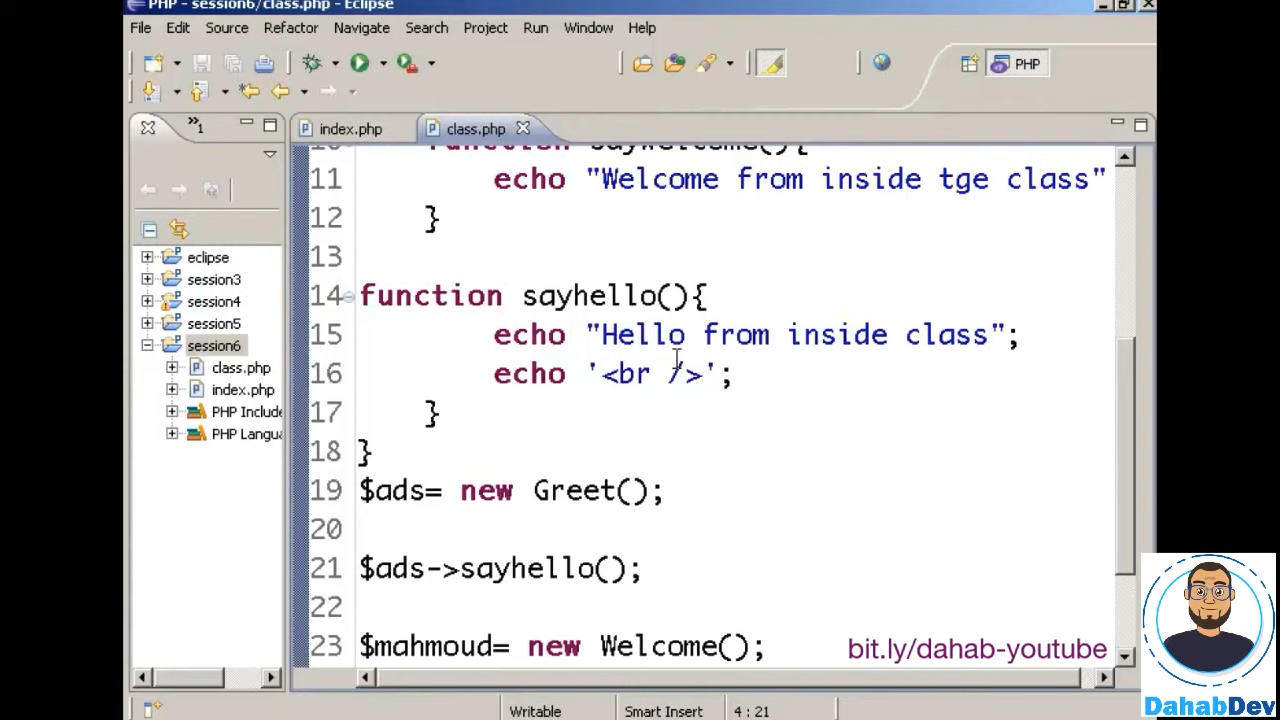 PHP - session6/class.php - Eclipse
File Edit Source Refactor Navigate Search Project Run Window Help
PHP
»1
index.php
class.php
eclipse
session3
session4
session5
session6
class.php
index.php
PHP Include
PHP Langua
10 function sayWelcome(){
11 echo "Welcome from inside tge class"
12 }
13
14 function sayhello(){
15 echo "Hello from inside class";
16 echo '<br />';
17 }
18 }
19 $ads= new Greet();
20
21 $ads->sayhello();
22
23 $mahmoud= new Welcome();
bit.ly/dahab-youtube
Writable Smart Insert 4 : 21
DahabDev